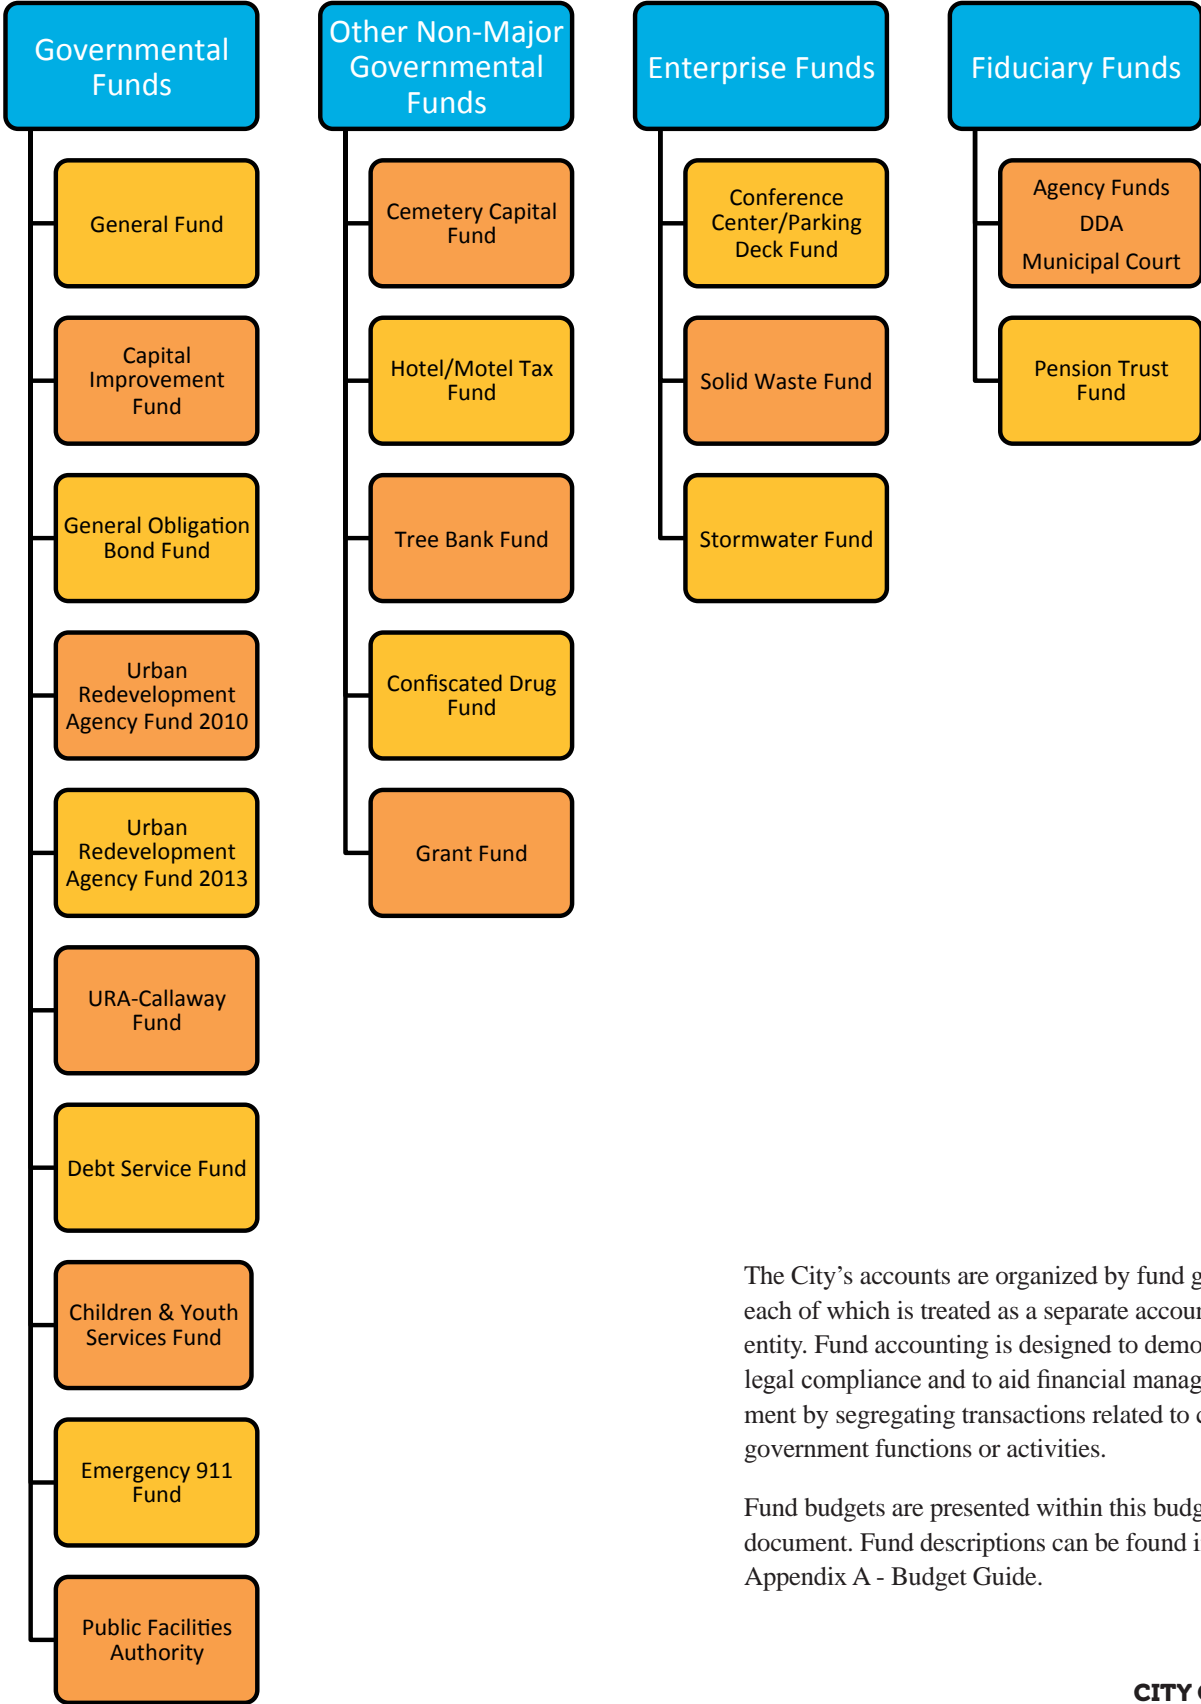 Governmental
Funds
General Fund
Capital
Improvement
Fund
General Obligation
Bond Fund
Urban
Redevelopment
Agency Fund 2010
Urban
Redevelopment
Agency Fund 2013
URA-Callaway
Fund
Debt Service Fund
Children & Youth
Services Fund
Emergency 911
Fund
Public Facilities
Authority
Other Non-Major
Governmental
Funds
Cemetery Capital
Fund
Hotel/Motel Tax
Fund
Tree Bank Fund
Confiscated Drug
Fund
Grant Fund
Enterprise Funds
Conference
Center/Parking
Deck Fund
Solid Waste Fund
Stormwater Fund
Fiduciary Funds
Agency Funds
DDA
Municipal Court
Pension Trust
Fund
The City’s accounts are organized by fund
each of which is treated as a separate
entity. Fund accounting is designed to
legal compliance and to aid financial
ment by segregating transactions related to
government functions or activities.
Fund budgets are presented within this
document. Fund descriptions can be found
Appendix A - Budget Guide.
CITY